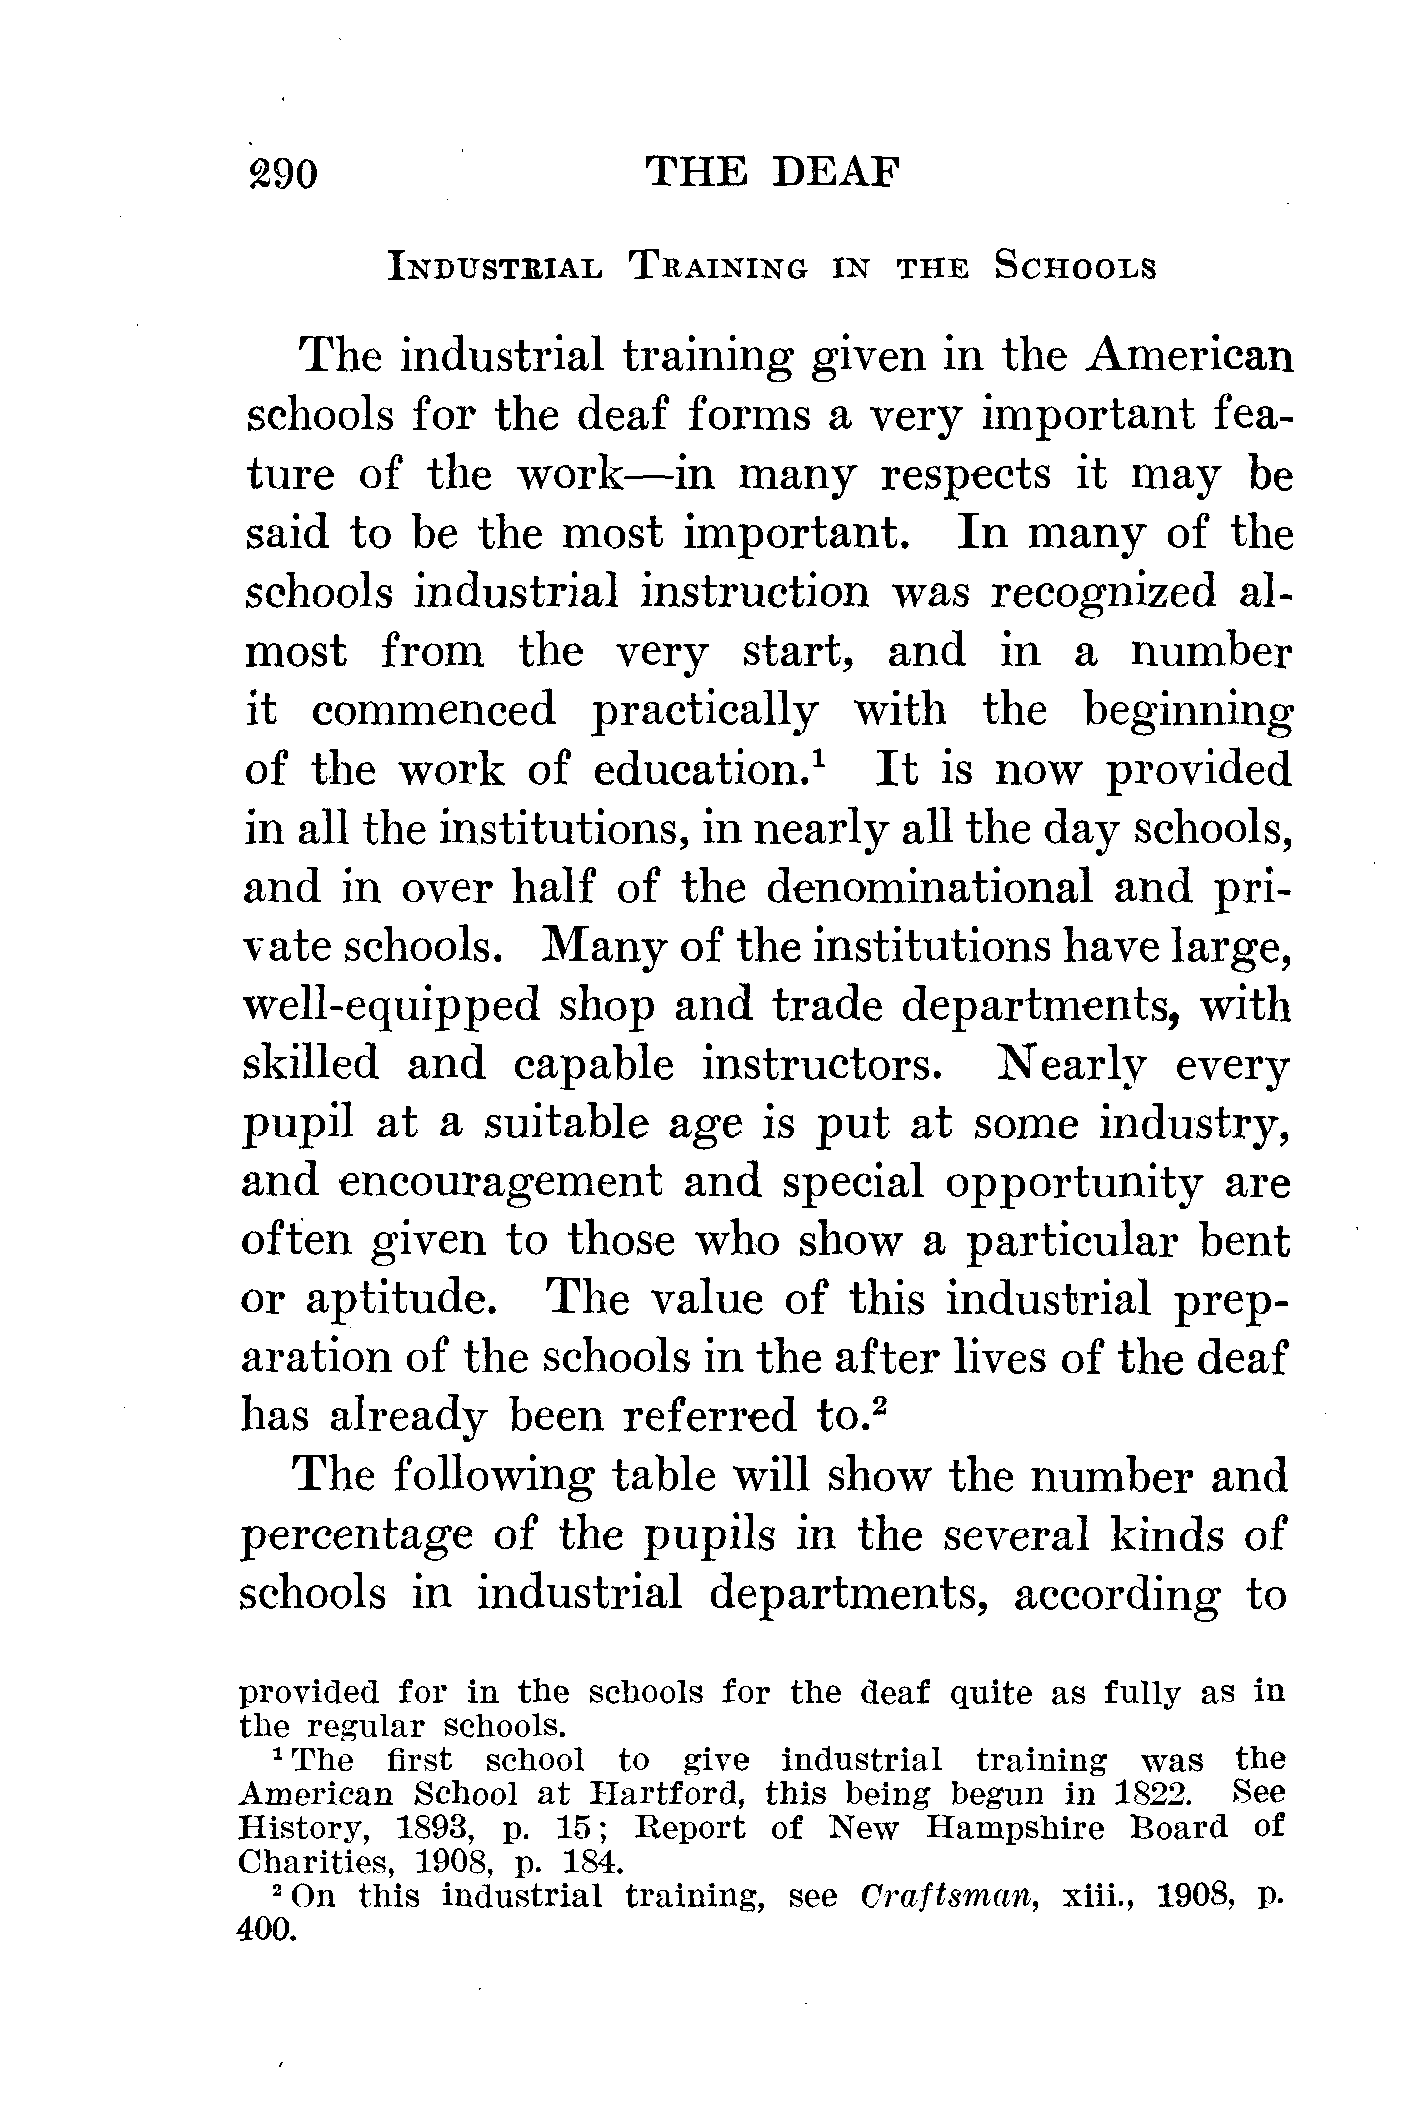 290 THE DEAF
INDUSTRIAL TRAINING IN THE SCHOOLS
The industrial training given in the American
schools for the deaf forms a very important fea-
ture of the work—in many respects it may be
said to be the most important. In many of the
schools industrial instruction was recognized al-
most from the very start, and in a number
it commenced practically with the beginning
of the work of education.¹ It is now provided
in all the institutions, in nearly all the day schools,
and in over half of the denominational and pri-
vate schools. Many of the institutions have large,
well-equipped shop and trade departments, with
skilled and capable instructors. Nearly every
pupil at a suitable age is put at some industry,
and encouragement and special opportunity are
often given to those who show a particular bent
or aptitude. The value of this industrial prep-
aration of the schools in the after lives of the deaf
has already been referred to.²
The following table will show the number and
percentage of the pupils in the several kinds of
schools in industrial departments, according to
provided for in the schools for the deaf quite as fully as in
the regular schools.
¹ The first school to give industrial training was the
American School at Hartford, this being begun in 1822. See
History, 1893, p. 15; Report of New Hampshire Board of
Charities, 1908, p. 184.
² On this industrial training, see Craftsman, xiii., 1908, p.
400.